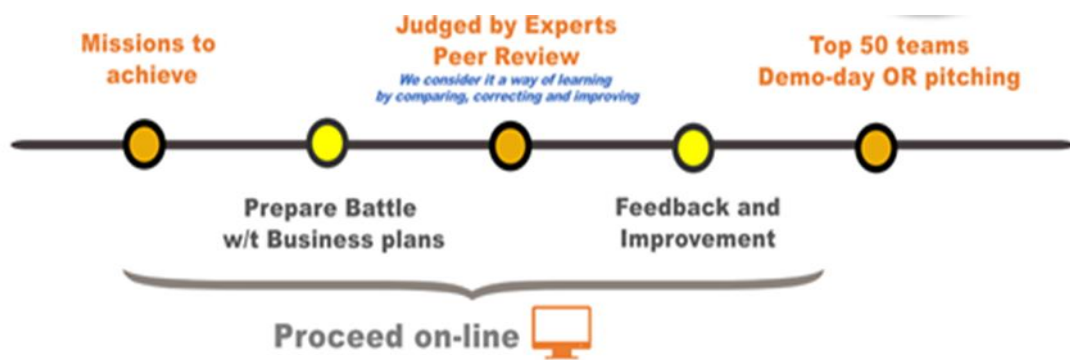 Missions to
achieve
Prepare Battle
w/t Business plans
Judged by Experts
Peer Review
We consider it a way of learning
by comparing, correcting and improving
Feedback and
Improvement
Top 50 teams
Demo-day OR pitching
Proceed on-line